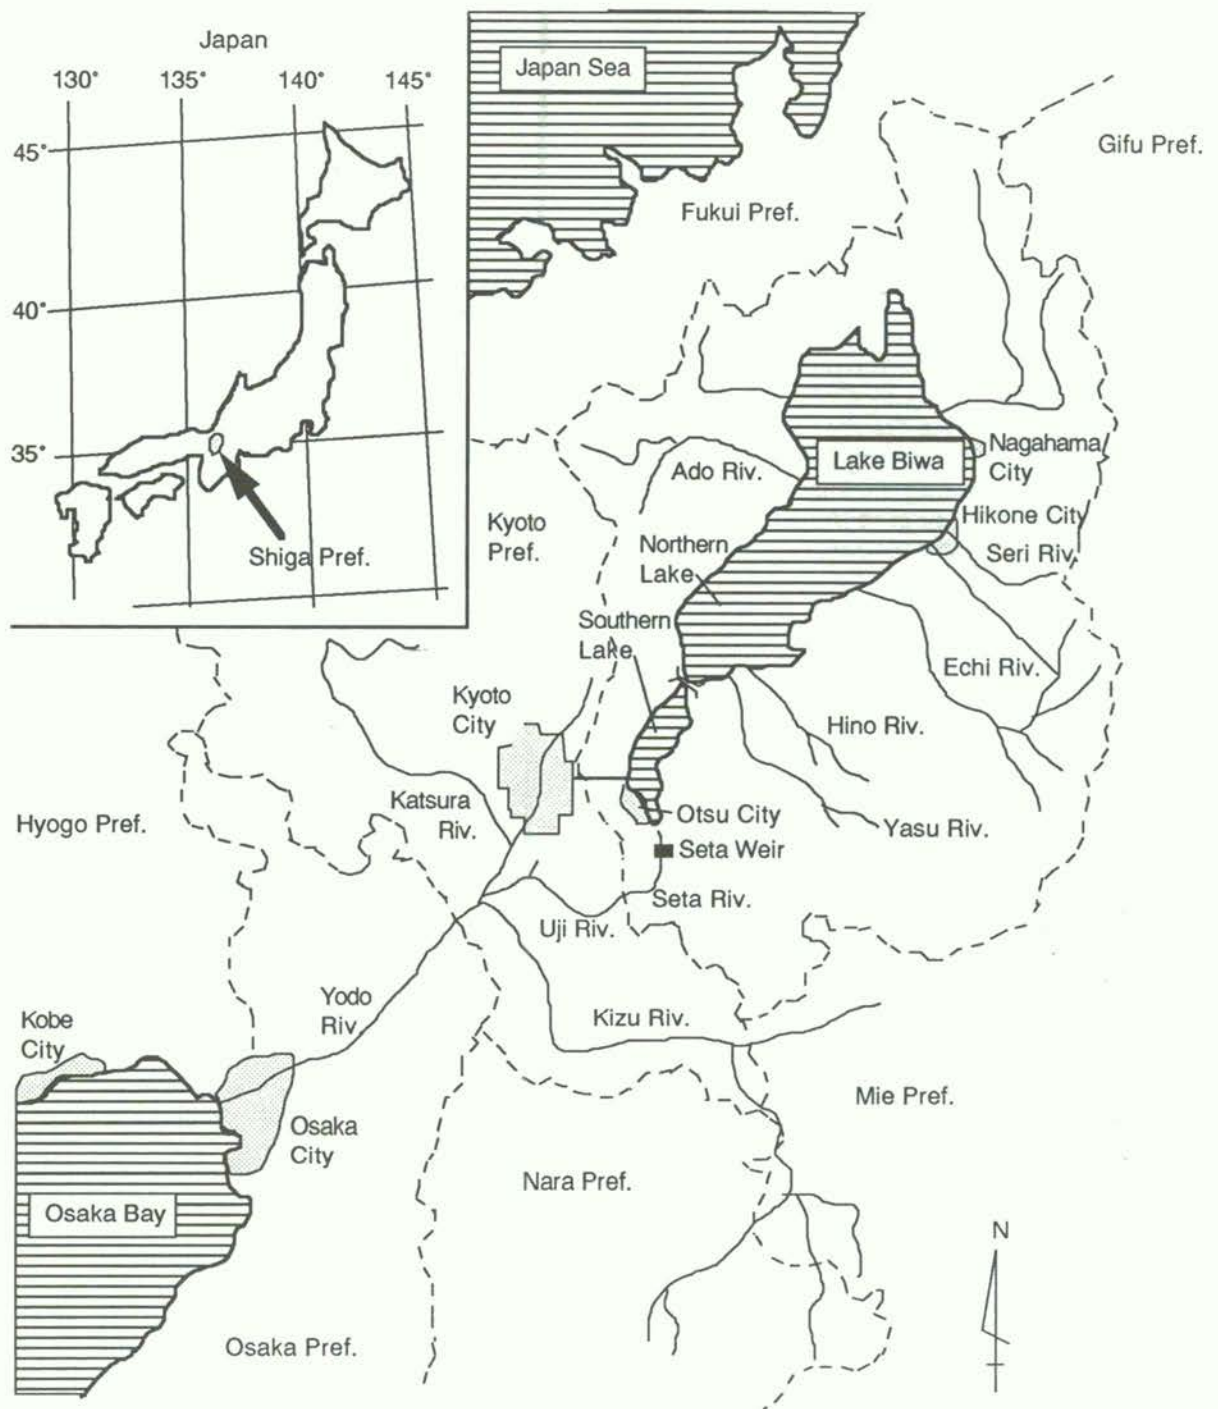 Japan
130°
135°
140°
145°
45°
40°
35°
Shiga Pref.
Japan Sea
Gifu Pref.
Fukui Pref.
Lake Biwa
Nagahama
City
Ado Riv.
Kyoto
Pref.
Hikone City
Seri Riv.
Northern
Lake
Southern
Lake
Echi Riv.
Kyoto
City
Hino Riv.
Katsura
Riv.
Otsu City
Yasu Riv.
Hyogo Pref.
Seta Weir
Seta Riv.
Uji Riv.
Yodo
Riv.
Kizu Riv.
Kobe
City
Mie Pref.
Osaka
City
Nara Pref.
Osaka Bay
N
Osaka Pref.